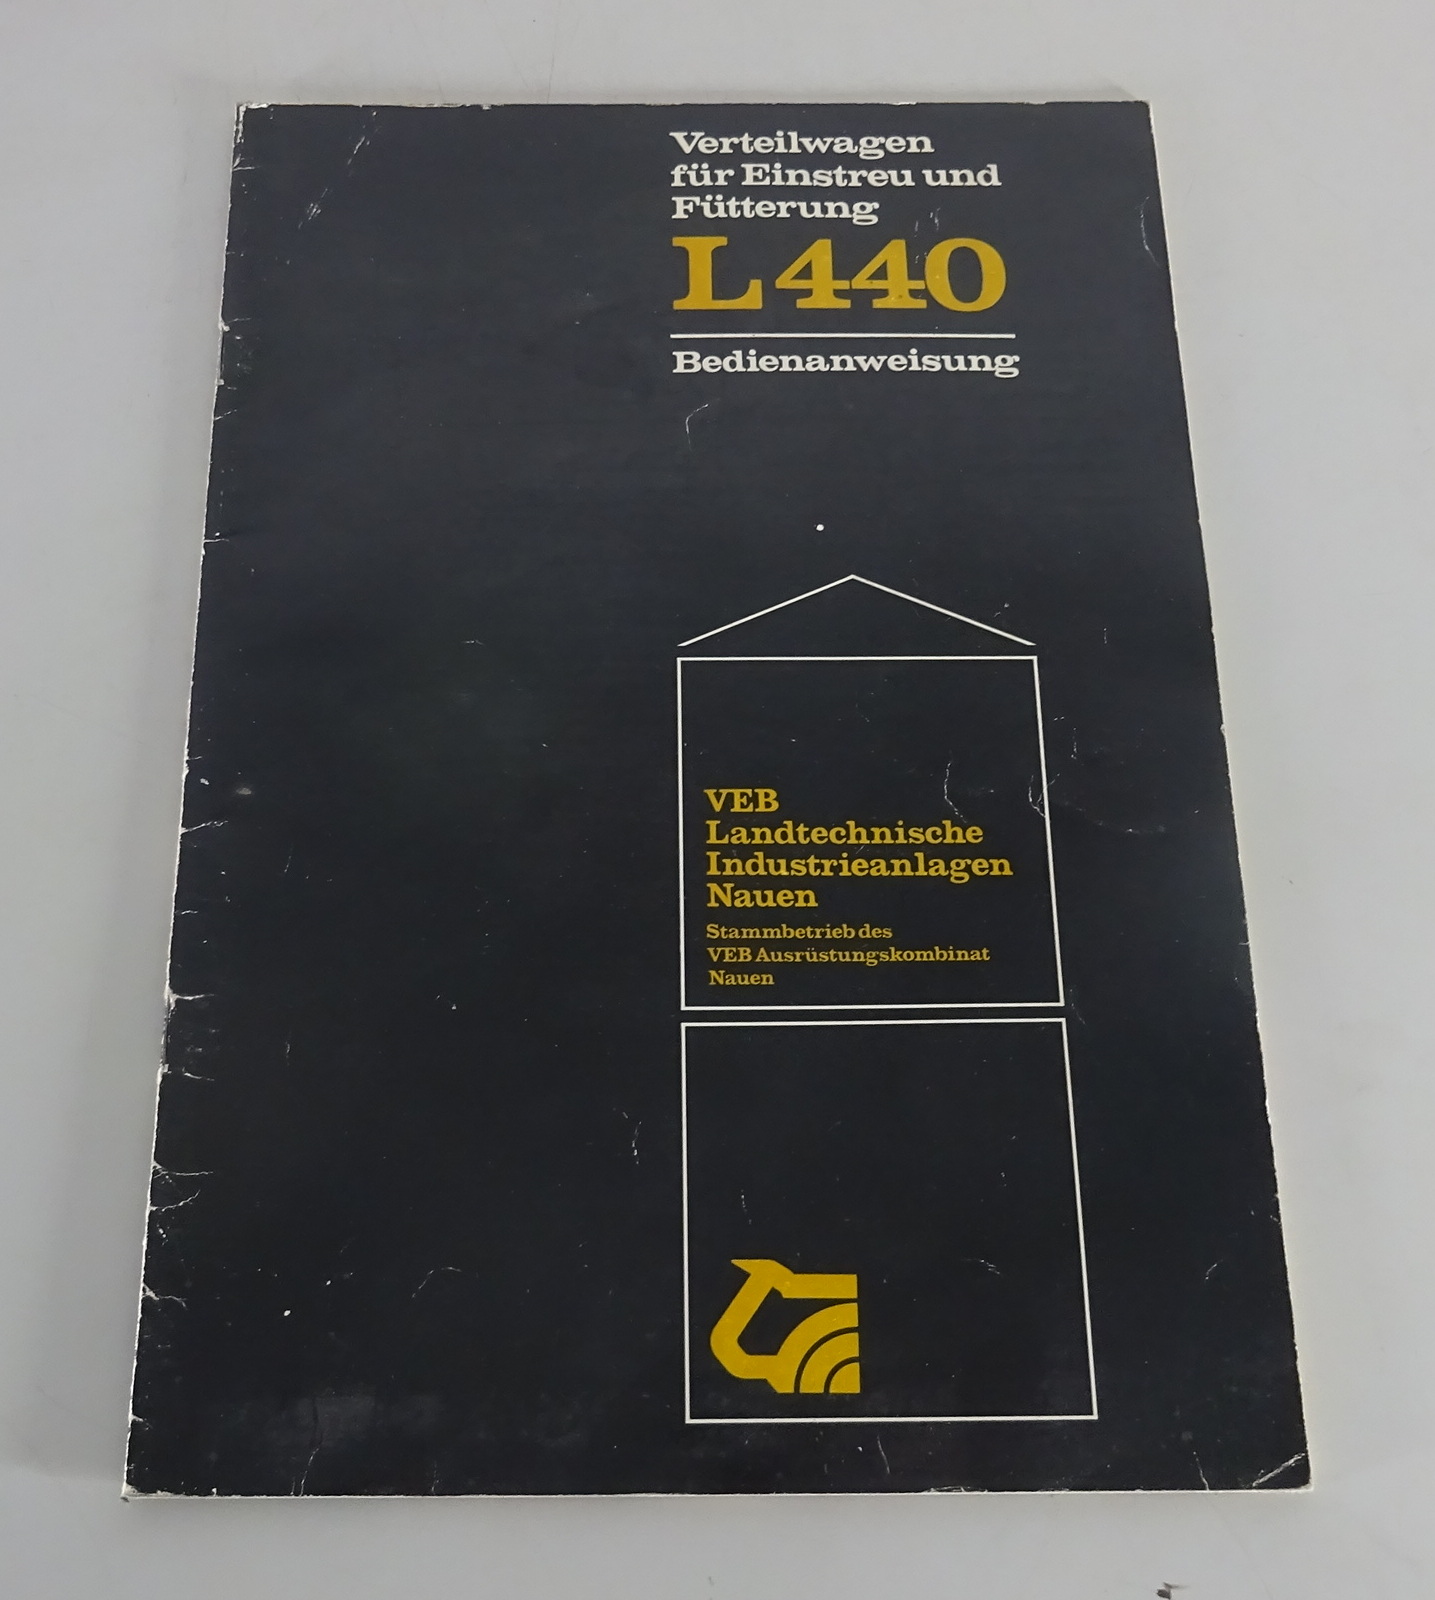 Verteilwagen
für Einstreu und
Fütterung
L 440
Bedienanweisung
VEB
Landtechnische
Industrieanlagen
Nauen
Stammbetrieb des
VEB Ausrüstungskombinat
Nauen